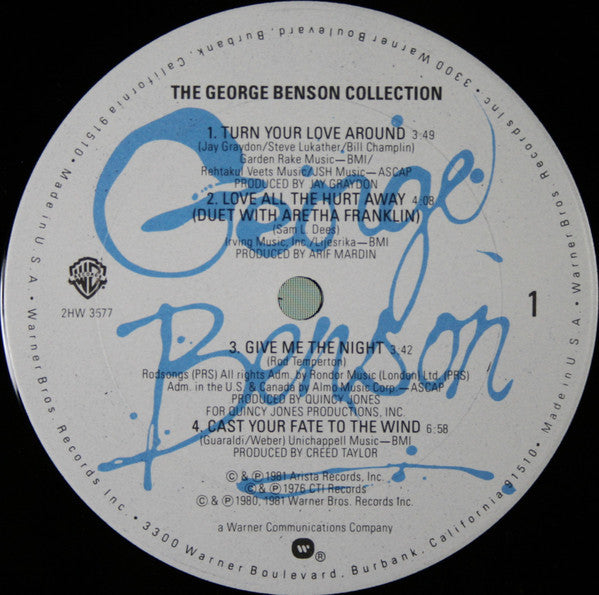 THE GEORGE BENSON COLLECTION
1. TURN YOUR LOVE AROUND 3:49
(Jay Graydon/Steve Lukather/Bill Champlin)
Garden Rake Music—BMI/
Rehtakul Veets Music/JSH Music—ASCAP
PRODUCED BY JAY GRAYDON
2. LOVE ALL THE HURT AWAY 4:08
(DUET WITH ARETHA FRANKLIN)
(Sam L. Dees)
Irving Music, Inc./Lijesrika—BMI
PRODUCED BY ARIF MARDIN
2HW 3577
1
3. GIVE ME THE NIGHT 3:42
(Rod Temperton)
Rodsongs (PRS) All rights Adm. by Rondor Music (London) Ltd. (PRS)
Adm. in the U.S. & Canada by Almo Music Corp.—ASCAP
PRODUCED BY QUINCY JONES
FOR QUINCY JONES PRODUCTIONS, INC.
4. CAST YOUR FATE TO THE WIND 6:58
(Guaraldi/Weber) Unichappell Music—BMI
PRODUCED BY CREED TAYLOR
© & ℗ 1981 Arista Records, Inc.
© & ℗ 1976 CTI Records
© & ℗ 1980, 1981 Warner Bros. Records Inc.
a Warner Communications Company
®
George
Benson
Warner Bros. Records Inc. • 3300 Warner Boulevard, Burbank, California 91510 • Made in U.S.A. •
Warner Bros. Records Inc. • 3300 Warner Boulevard, Burbank, California 91510 • Made in U.S.A. •